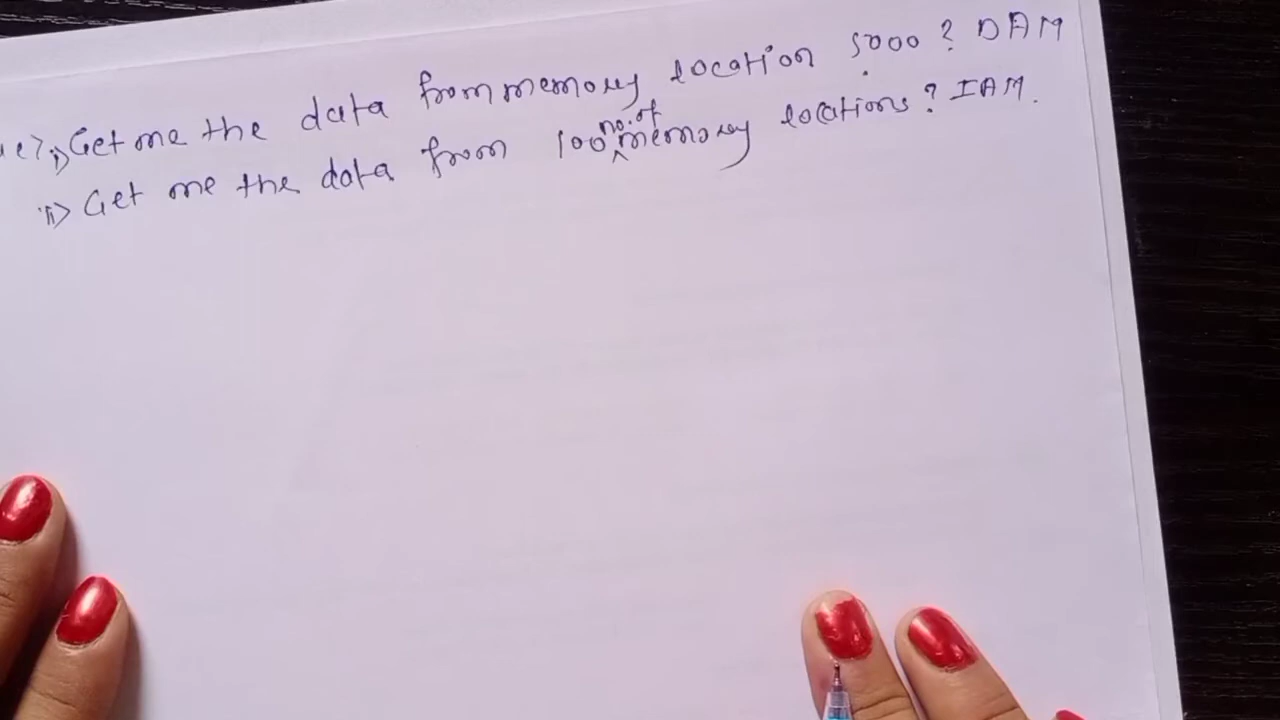 i> Get me the data from memory location 5000? DAM
ii> Get me the data from 100 no. of memory locations? IAM.